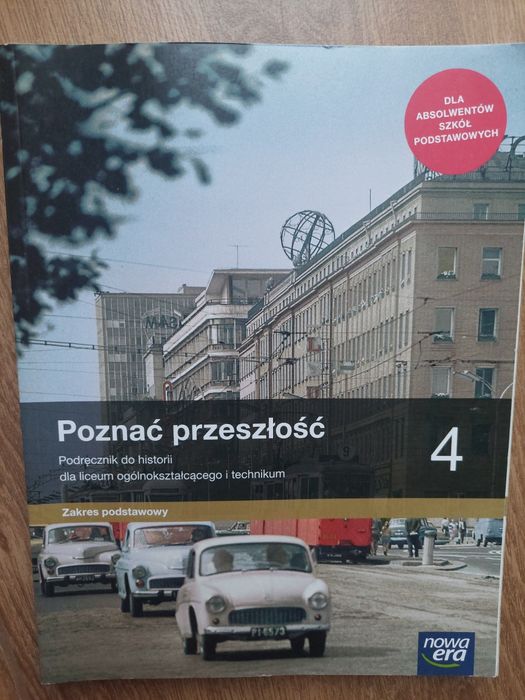 DLA
ABSOLWENTÓW
SZKÓŁ
PODSTAWOWYCH
Poznać przeszłość
4
Podręcznik do historii
dla liceum ogólnokształcącego i technikum
Zakres podstawowy
nowa
era